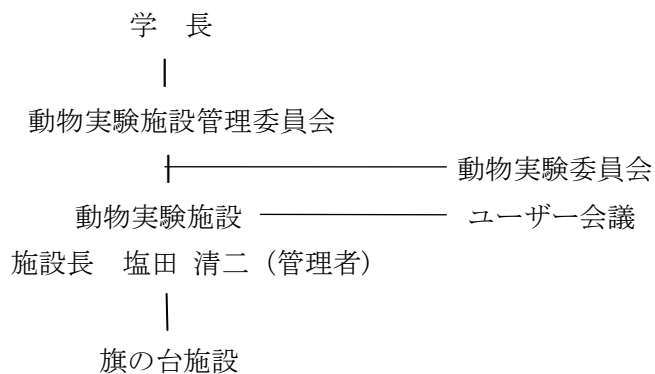 学　長
動物実験施設管理委員会
動物実験委員会
動物実験施設
ユーザー会議
施設長　塩田 清二（管理者）
旗の台施設